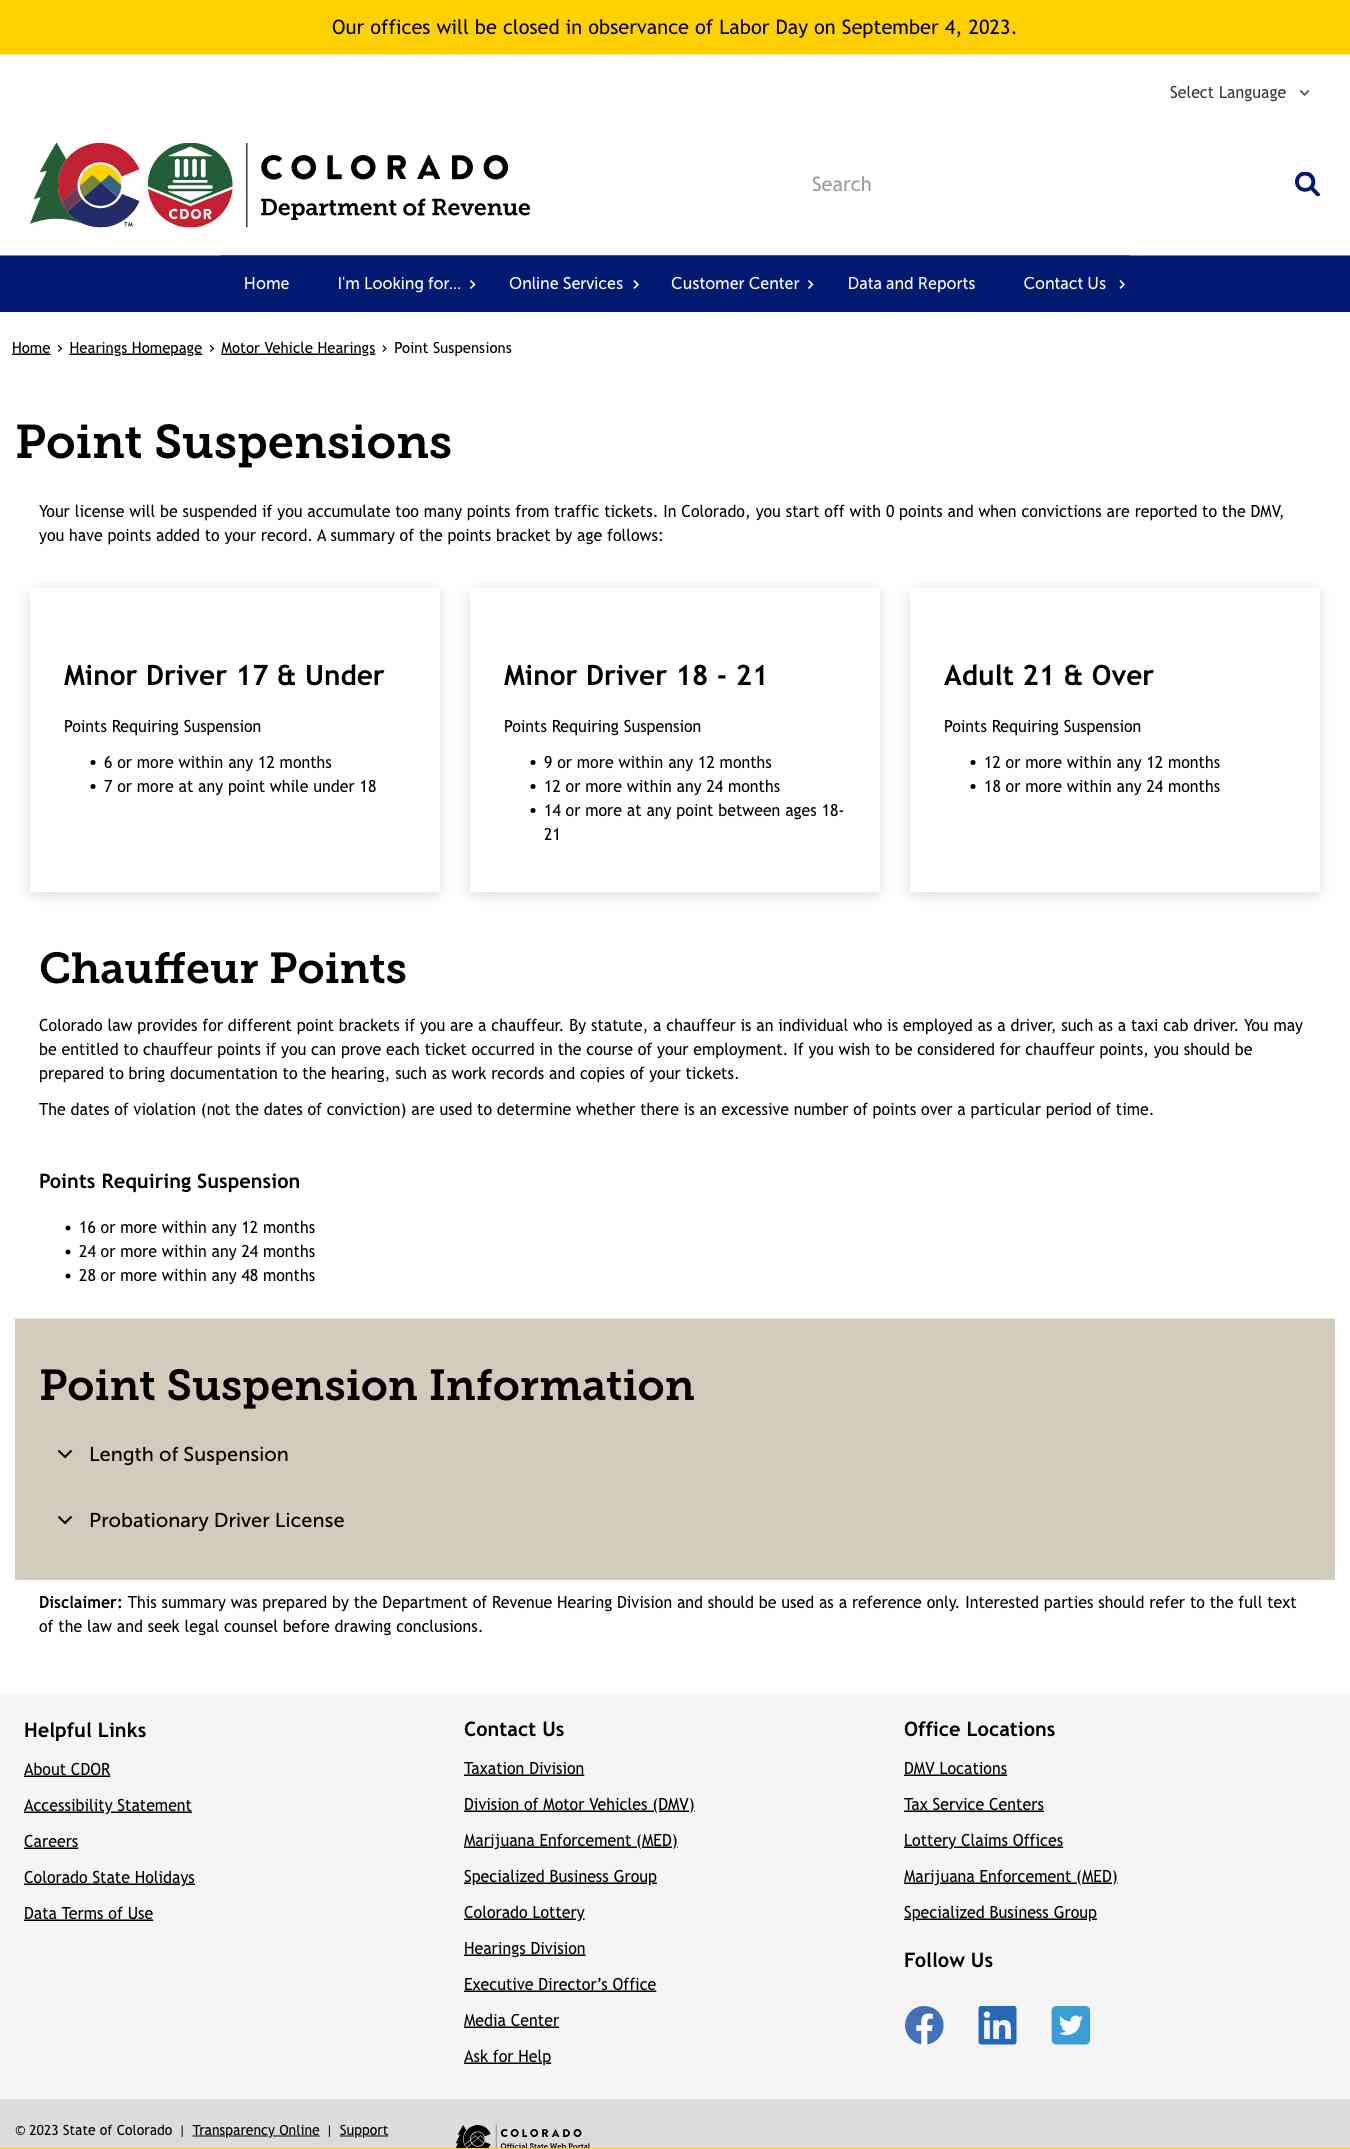 Our offices will be closed in observance of Labor Day on September 4, 2023.
Select Language
CDOR
TM
COLORADO
Department of Revenue
Search
Home
I'm Looking for...
Online Services
Customer Center
Data and Reports
Contact Us
Home › Hearings Homepage › Motor Vehicle Hearings › Point Suspensions
Point Suspensions
Your license will be suspended if you accumulate too many points from traffic tickets. In Colorado, you start off with 0 points and when convictions are reported to the DMV,
you have points added to your record. A summary of the points bracket by age follows:
Minor Driver 17 & Under
Points Requiring Suspension
• 6 or more within any 12 months
• 7 or more at any point while under 18
Minor Driver 18 - 21
Points Requiring Suspension
• 9 or more within any 12 months
• 12 or more within any 24 months
• 14 or more at any point between ages 18-
21
Adult 21 & Over
Points Requiring Suspension
• 12 or more within any 12 months
• 18 or more within any 24 months
Chauffeur Points
Colorado law provides for different point brackets if you are a chauffeur. By statute, a chauffeur is an individual who is employed as a driver, such as a taxi cab driver. You may
be entitled to chauffeur points if you can prove each ticket occurred in the course of your employment. If you wish to be considered for chauffeur points, you should be
prepared to bring documentation to the hearing, such as work records and copies of your tickets.
The dates of violation (not the dates of conviction) are used to determine whether there is an excessive number of points over a particular period of time.
Points Requiring Suspension
• 16 or more within any 12 months
• 24 or more within any 24 months
• 28 or more within any 48 months
Point Suspension Information
Length of Suspension
Probationary Driver License
Disclaimer: This summary was prepared by the Department of Revenue Hearing Division and should be used as a reference only. Interested parties should refer to the full text
of the law and seek legal counsel before drawing conclusions.
Helpful Links
About CDOR
Accessibility Statement
Careers
Colorado State Holidays
Data Terms of Use
Contact Us
Taxation Division
Division of Motor Vehicles (DMV)
Marijuana Enforcement (MED)
Specialized Business Group
Colorado Lottery
Hearings Division
Executive Director’s Office
Media Center
Ask for Help
Office Locations
DMV Locations
Tax Service Centers
Lottery Claims Offices
Marijuana Enforcement (MED)
Specialized Business Group
Follow Us
© 2023 State of Colorado | Transparency Online | Support
COLORADO
Official State Web Portal